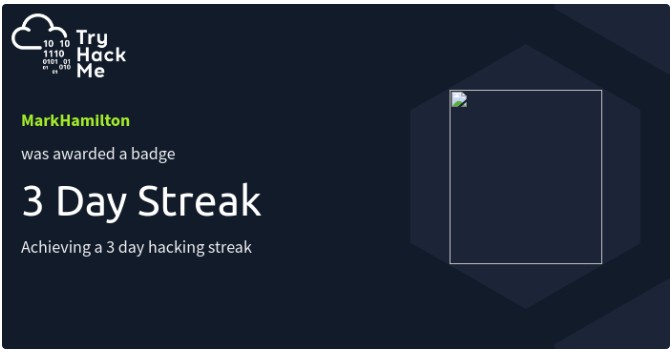 10 10
1110
0101 01
01 010
01
Try
Hack
Me
MarkHamilton
was awarded a badge
3 Day Streak
Achieving a 3 day hacking streak